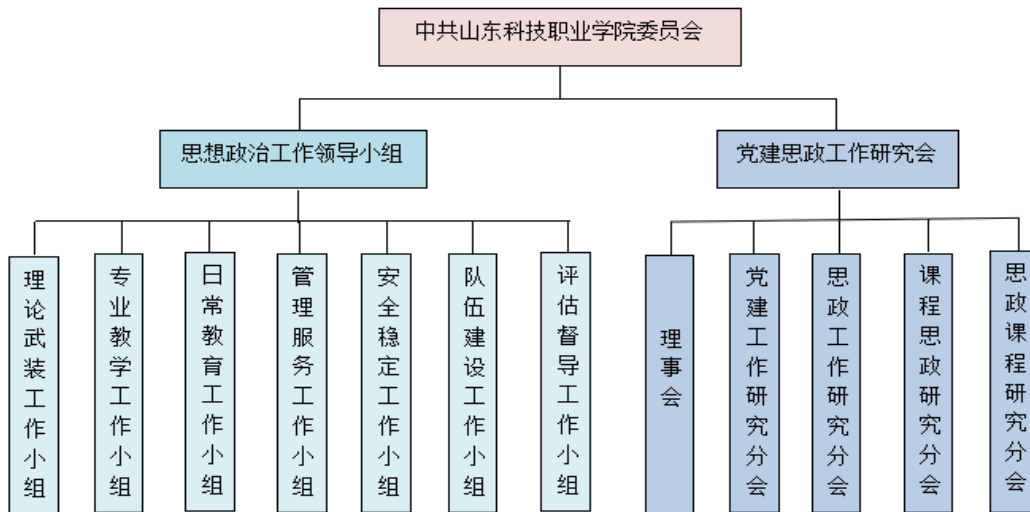 中共山东科技职业学院委员会
思想政治工作领导小组
党建思政工作研究会
理论武装工作小组
专业教学工作小组
日常教育工作小组
管理服务工作小组
安全稳定工作小组
队伍建设工作小组
评估督导工作小组
理事会
党建工作研究分会
思政工作研究分会
课程思政研究分会
思政课程研究分会